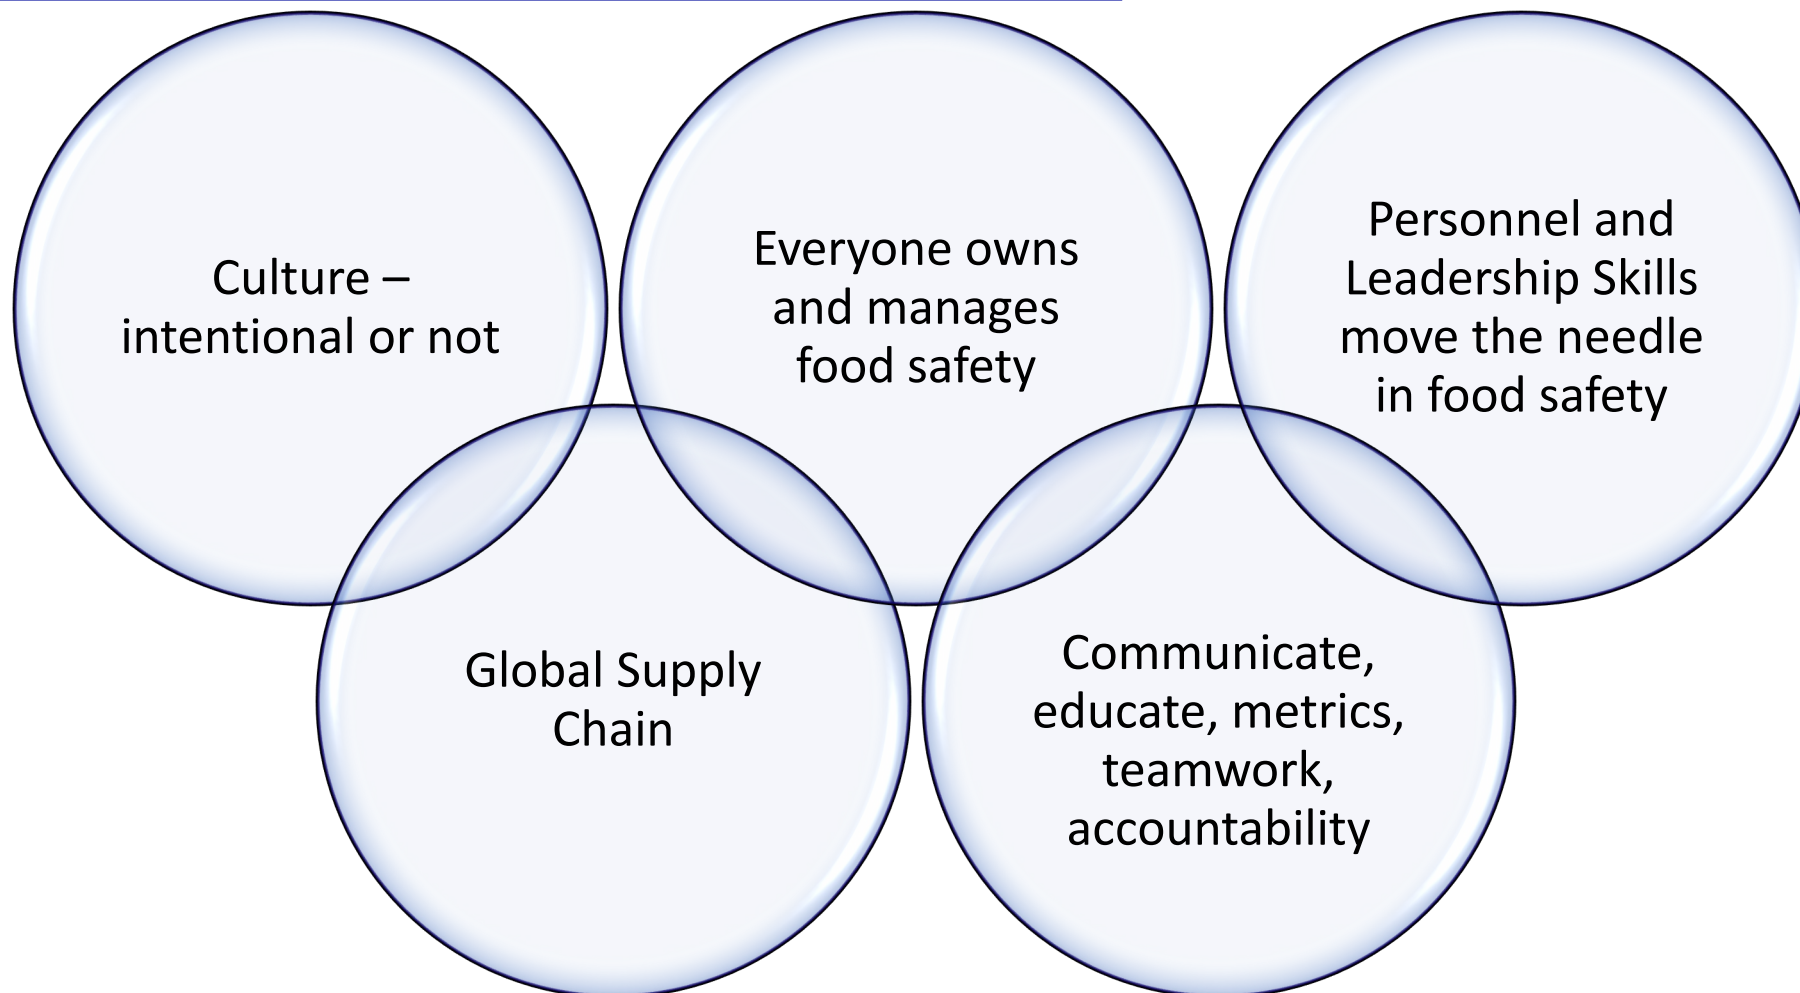 Culture –
intentional or not
Everyone owns
and manages
food safety
Personnel and
Leadership Skills
move the needle
in food safety
Global Supply
Chain
Communicate,
educate, metrics,
teamwork,
accountability